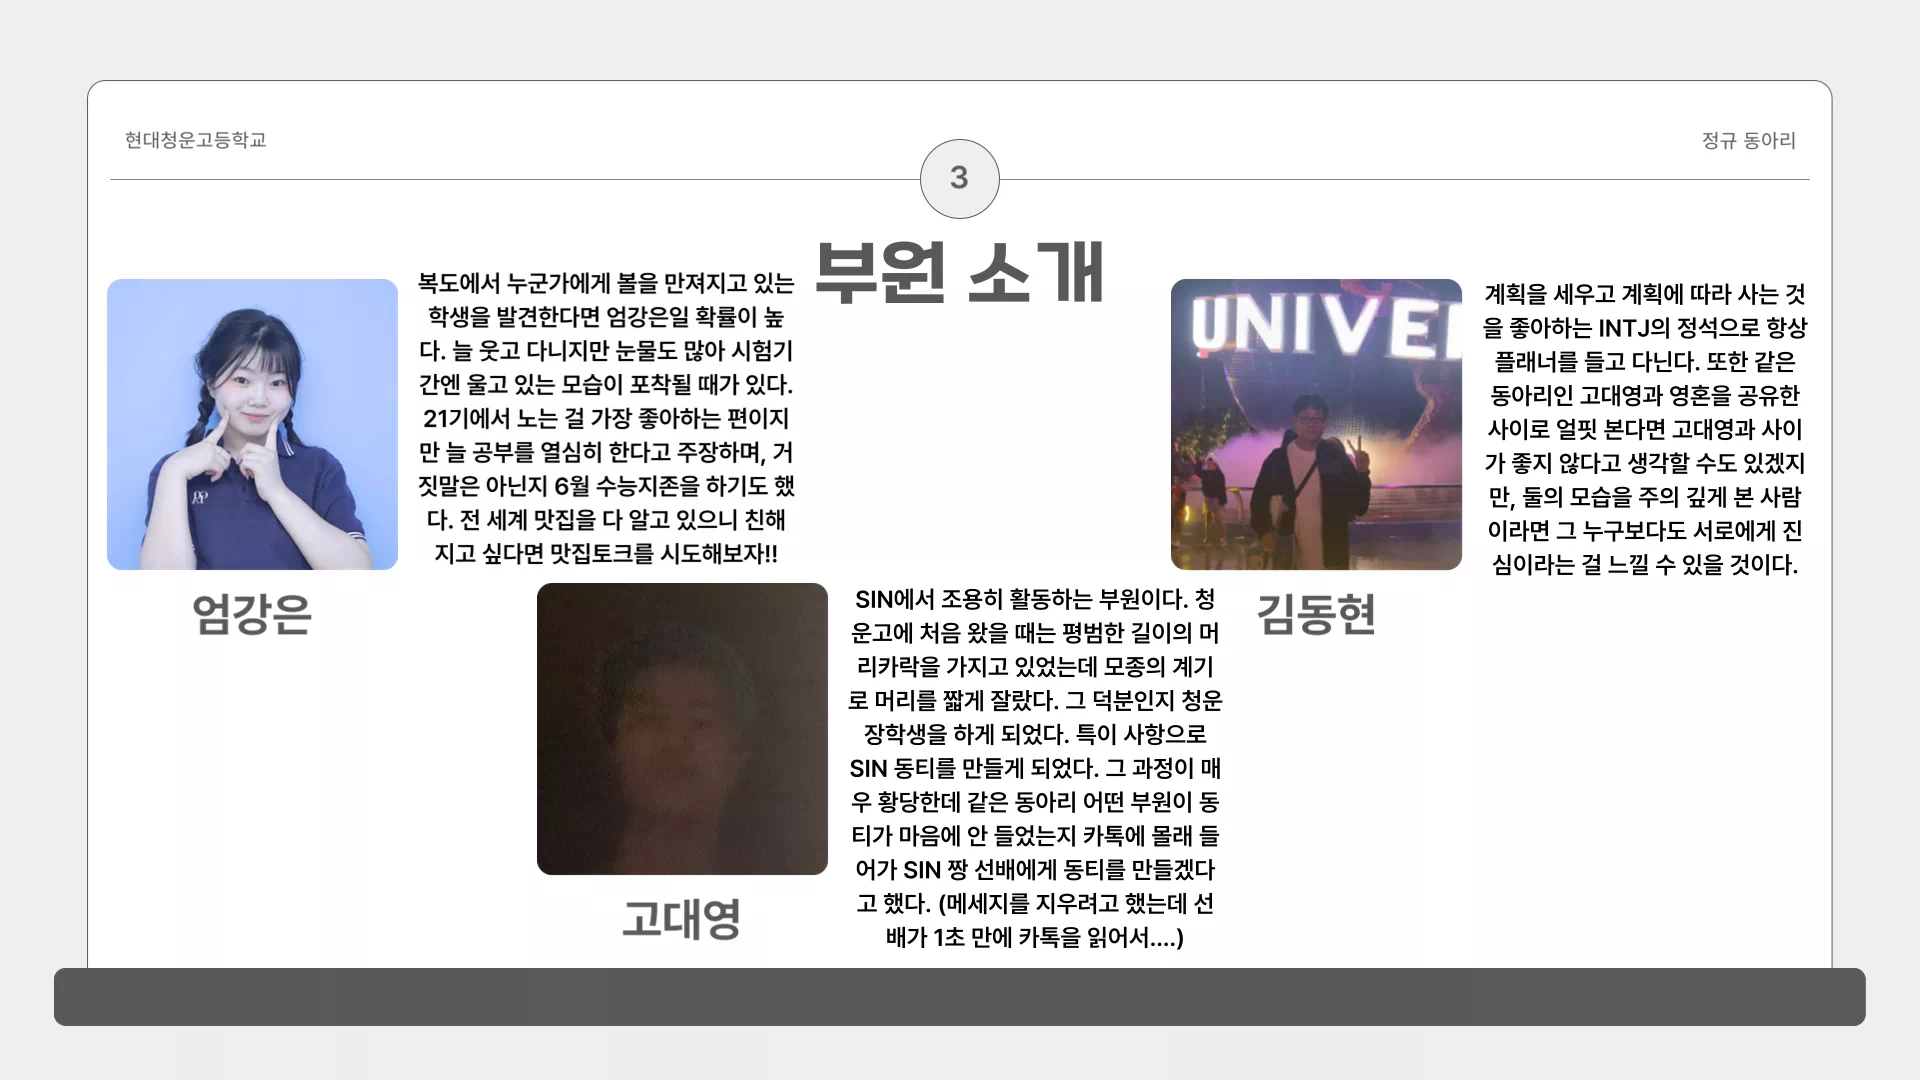 현대청운고등학교
정규 동아리
3
부원 소개
복도에서 누군가에게 볼을 만져지고 있는
학생을 발견한다면 엄강은일 확률이 높
다. 늘 웃고 다니지만 눈물도 많아 시험기
간엔 울고 있는 모습이 포착될 때가 있다.
21기에서 노는 걸 가장 좋아하는 편이지
만 늘 공부를 열심히 한다고 주장하며, 거
짓말은 아닌지 6월 수능지존을 하기도 했
다. 전 세계 맛집을 다 알고 있으니 친해
지고 싶다면 맛집토크를 시도해보자!!
엄강은
SIN에서 조용히 활동하는 부원이다. 청
운고에 처음 왔을 때는 평범한 길이의 머
리카락을 가지고 있었는데 모종의 계기
로 머리를 짧게 잘랐다. 그 덕분인지 청운
장학생을 하게 되었다. 특이 사항으로
SIN 동티를 만들게 되었다. 그 과정이 매
우 황당한데 같은 동아리 어떤 부원이 동
티가 마음에 안 들었는지 카톡에 몰래 들
어가 SIN 짱 선배에게 동티를 만들겠다
고 했다. (메세지를 지우려고 했는데 선
배가 1초 만에 카톡을 읽어서....)
고대영
UNIVER
계획을 세우고 계획에 따라 사는 것
을 좋아하는 INTJ의 정석으로 항상
플래너를 들고 다닌다. 또한 같은
동아리인 고대영과 영혼을 공유한
사이로 얼핏 본다면 고대영과 사이
가 좋지 않다고 생각할 수도 있겠지
만, 둘의 모습을 주의 깊게 본 사람
이라면 그 누구보다도 서로에게 진
심이라는 걸 느낄 수 있을 것이다.
김동현